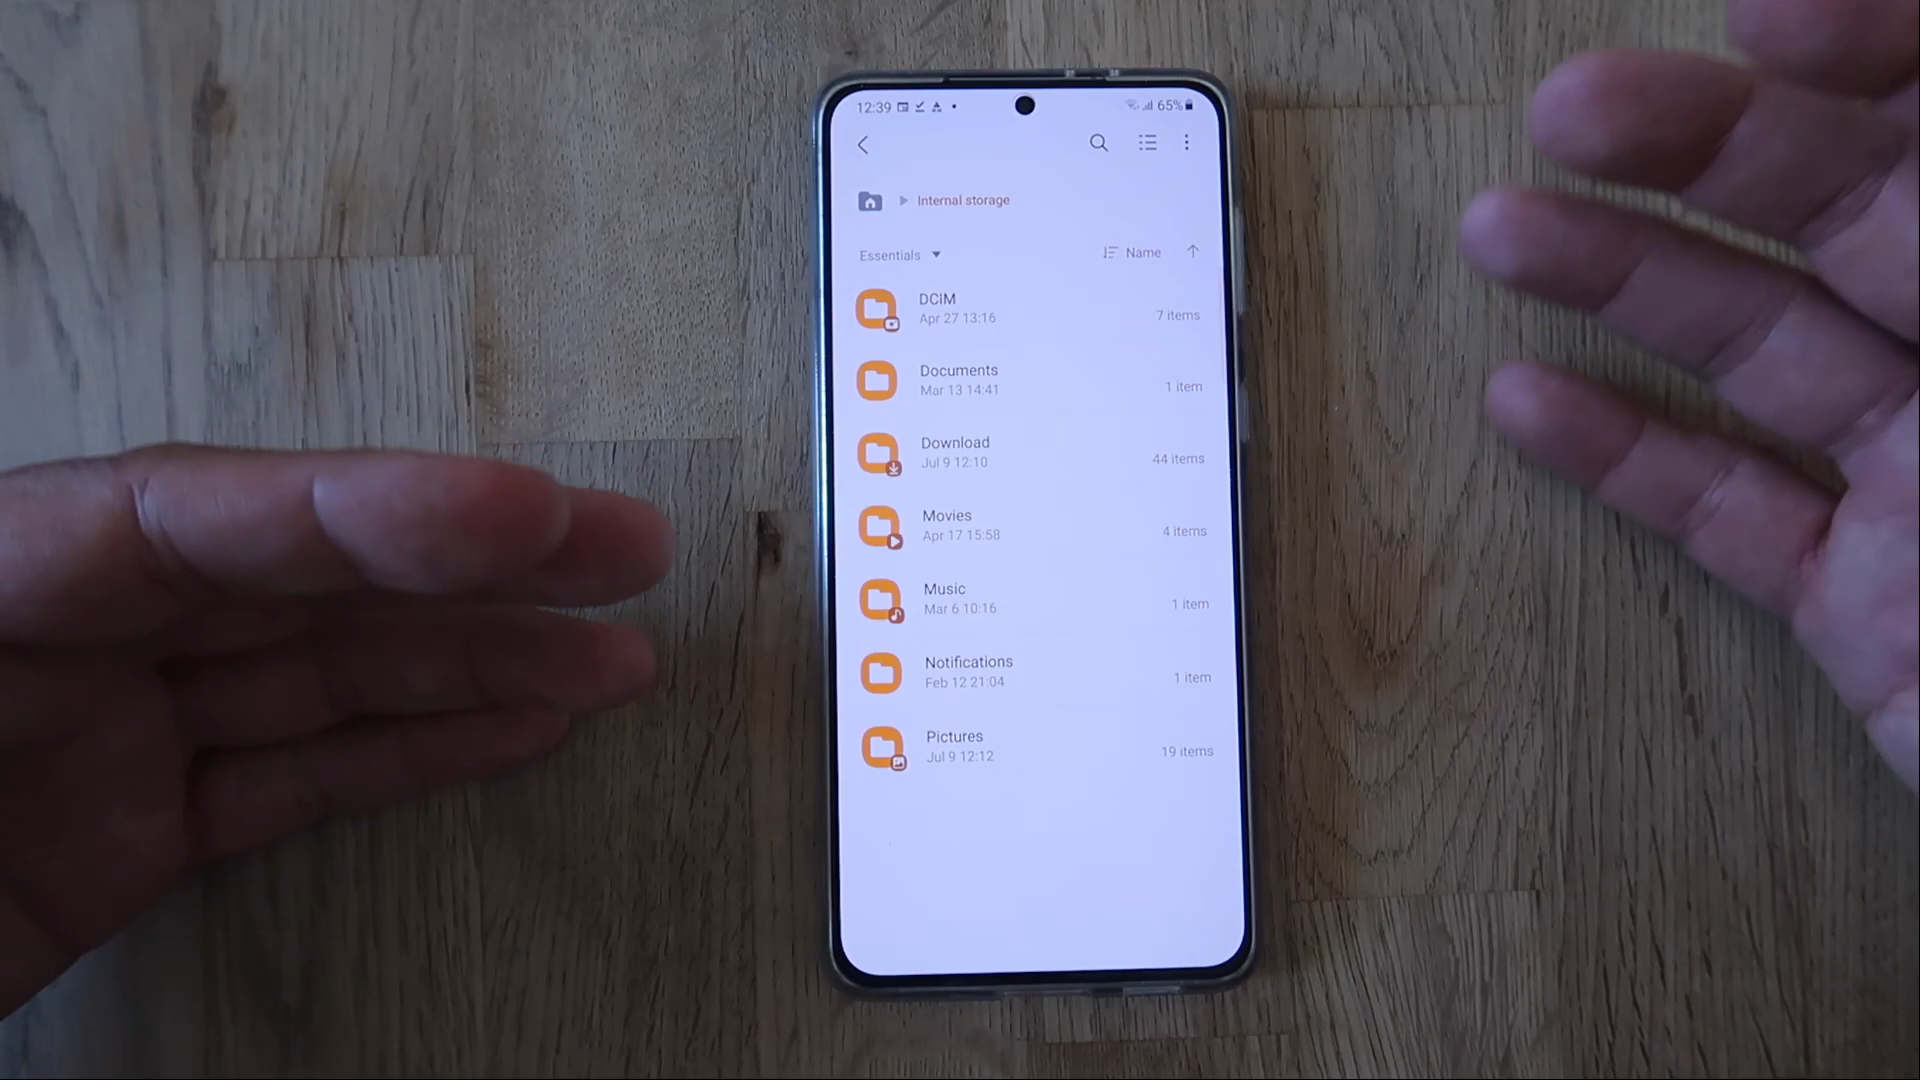 12:39 65%
Internal storage
Essentials Name
DCIM
Apr 27 13:16 7 items
Documents
Mar 13 14:41 1 item
Download
Jul 9 12:10 44 items
Movies
Apr 17 15:58 4 items
Music
Mar 6 10:16 1 item
Notifications
Feb 12 21:04 1 item
Pictures
Jul 9 12:12 19 items